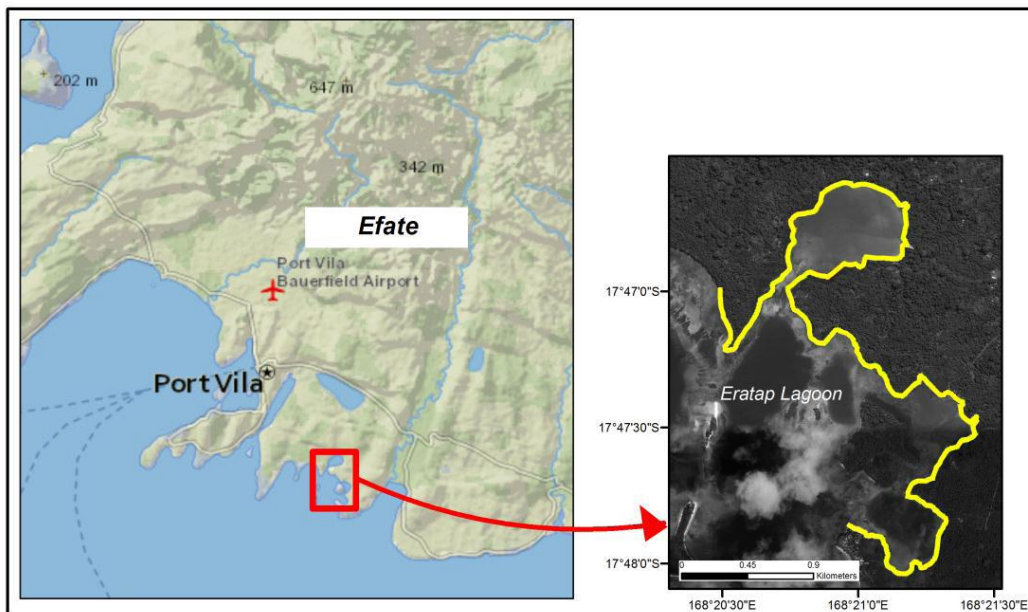 202 m
647 m
342 m
Efate
Port Vila
Bauerfield Airport
Port Vila
17°47'0"S
Eratap Lagoon
17°47'30"S
17°48'0"S
0 0.45 0.9
Kilometers
168°20'30"E 168°21'0"E 168°21'30"E